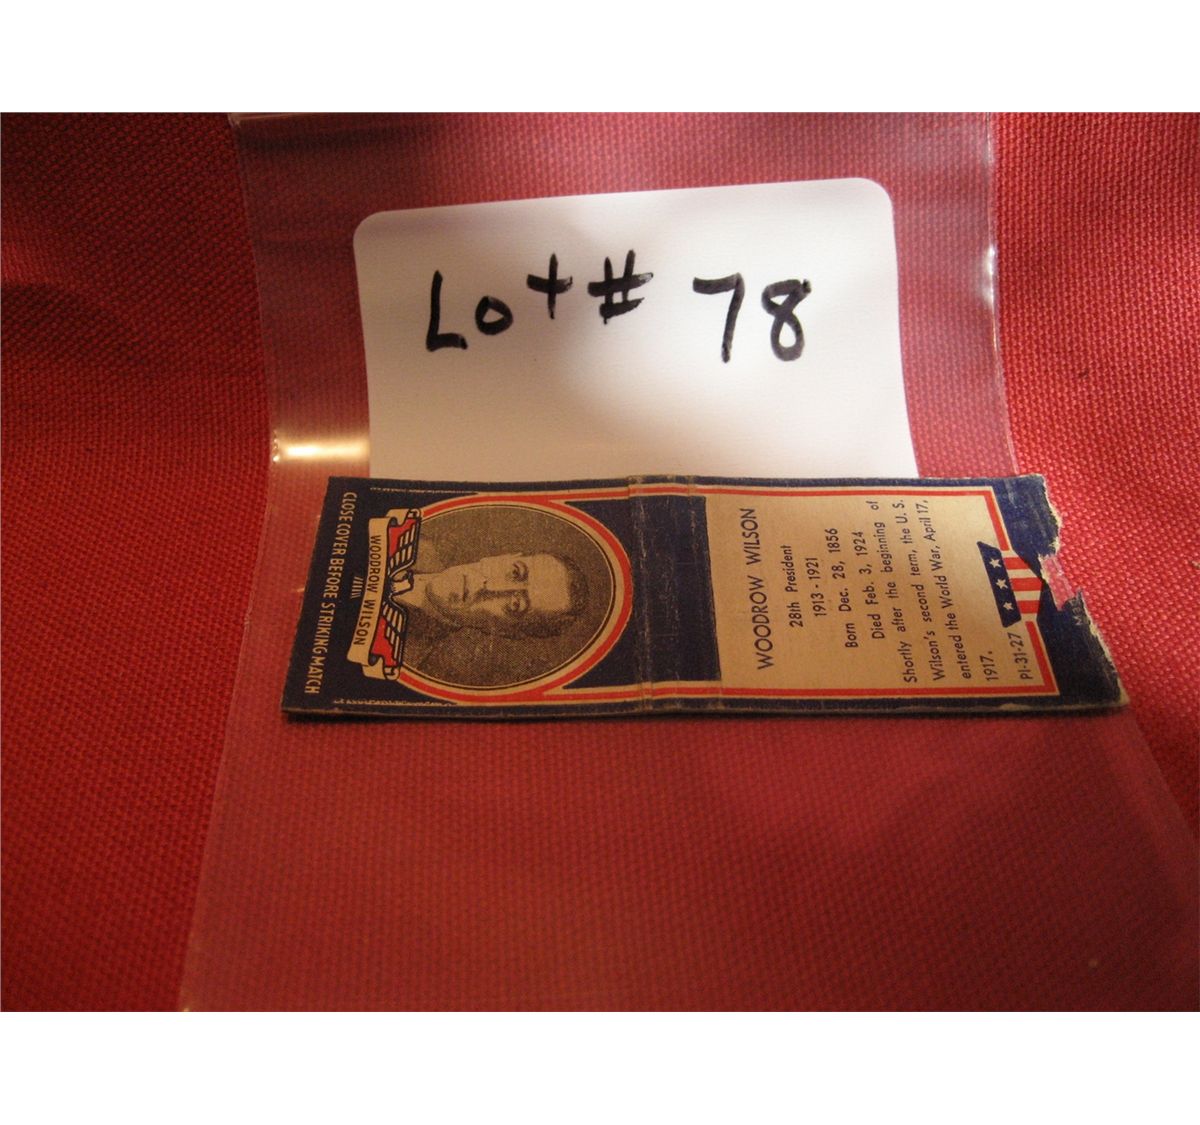 Lot # 78
CLOSE COVER BEFORE STRIKING MATCH
WOODROW WILSON
WOODROW WILSON
28th President
1913 - 1921
Born Dec. 28, 1856
Died Feb. 3, 1924
Shortly after the beginning of
Wilson's second term, the U. S.
entered the World War, April 17,
1917.
PI-31-27